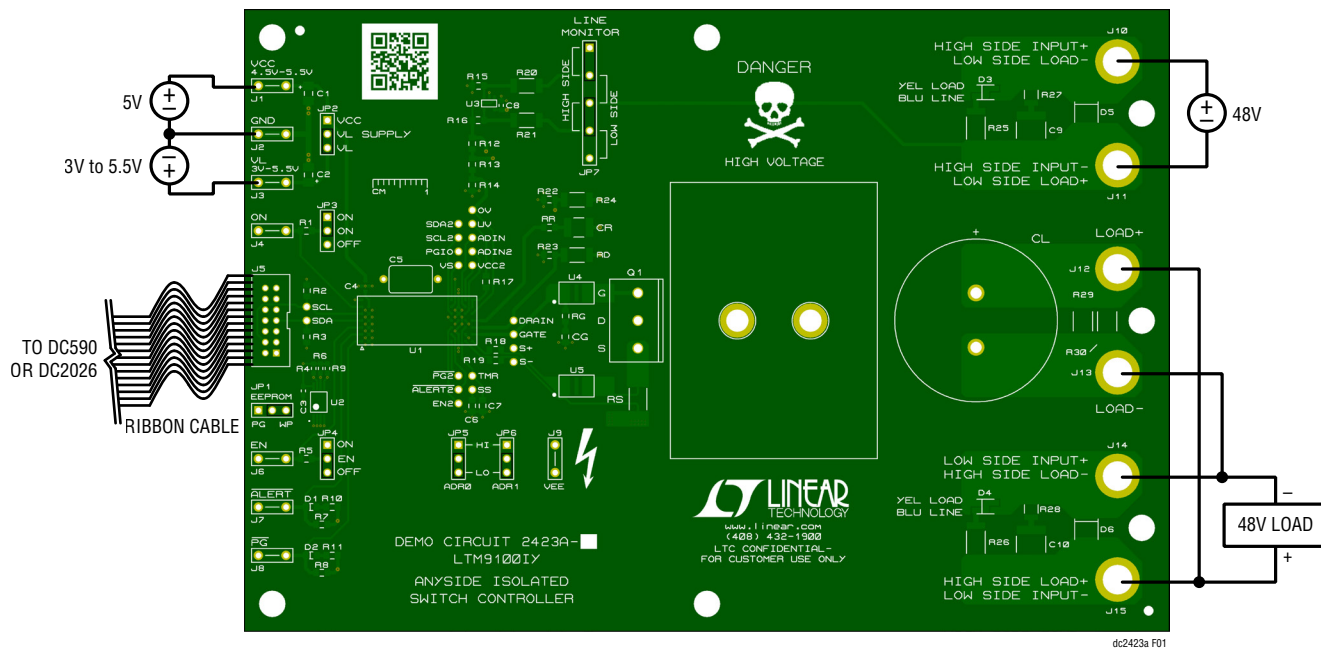 LINE
MONITOR
HIGH SIDE
LOW SIDE
JP7
VCC
4.5V-5.5V
J1
C1
5V
GND
J2
JP2
VCC
VL SUPPLY
VL
3V to 5.5V
VL
3V-5.5V
J3
C2
CM
1
ON
J4
R1
JP3
ON
ON
OFF
R15
R20
U3
C8
R16
R21
R12
R13
R14
R22
R24
RR
CR
R23
RD
DANGER
HIGH VOLTAGE
J10
HIGH SIDE INPUT+
LOW SIDE LOAD-
YEL LOAD
BLU LINE
D3
R27
D5
R25
C9
48V
HIGH SIDE INPUT-
LOW SIDE LOAD+
J11
OV
SDA2
UV
SCL2
ADIN
PGIO
ADIN2
VS
VCC2
R17
C5
C4
U1
J5
R2
SCL
SDA
R3
R6
R4
R9
C3
U2
TO DC590
OR DC2026
RIBBON CABLE
JP1
EEPROM
PG
WP
U4
Q1
G
D
S
RG
CG
DRAIN
GATE
S+
S-
R18
R19
U5
RS
PG2
TMR
ALERT2
SS
EN2
C7
C6
LOAD+
CL
+
J12
R29
R30
J13
LOAD-
EN
J6
R5
JP4
ON
EN
OFF
JP5
HI
LO
JP6
ADR0
ADR1
J9
VEE
ALERT
J7
D1
R10
R7
PG
J8
D2
R11
R8
DEMO CIRCUIT 2423A-
LTM9100IY
ANYSIDE ISOLATED
SWITCH CONTROLLER
LINEAR
TECHNOLOGY
www.linear.com
(408) 432-1900
LTC CONFIDENTIAL-
FOR CUSTOMER USE ONLY
J14
LOW SIDE INPUT+
HIGH SIDE LOAD-
YEL LOAD
BLU LINE
D4
R28
D6
R26
C10
HIGH SIDE LOAD+
LOW SIDE INPUT-
J15
−
48V LOAD
+
dc2423a F01